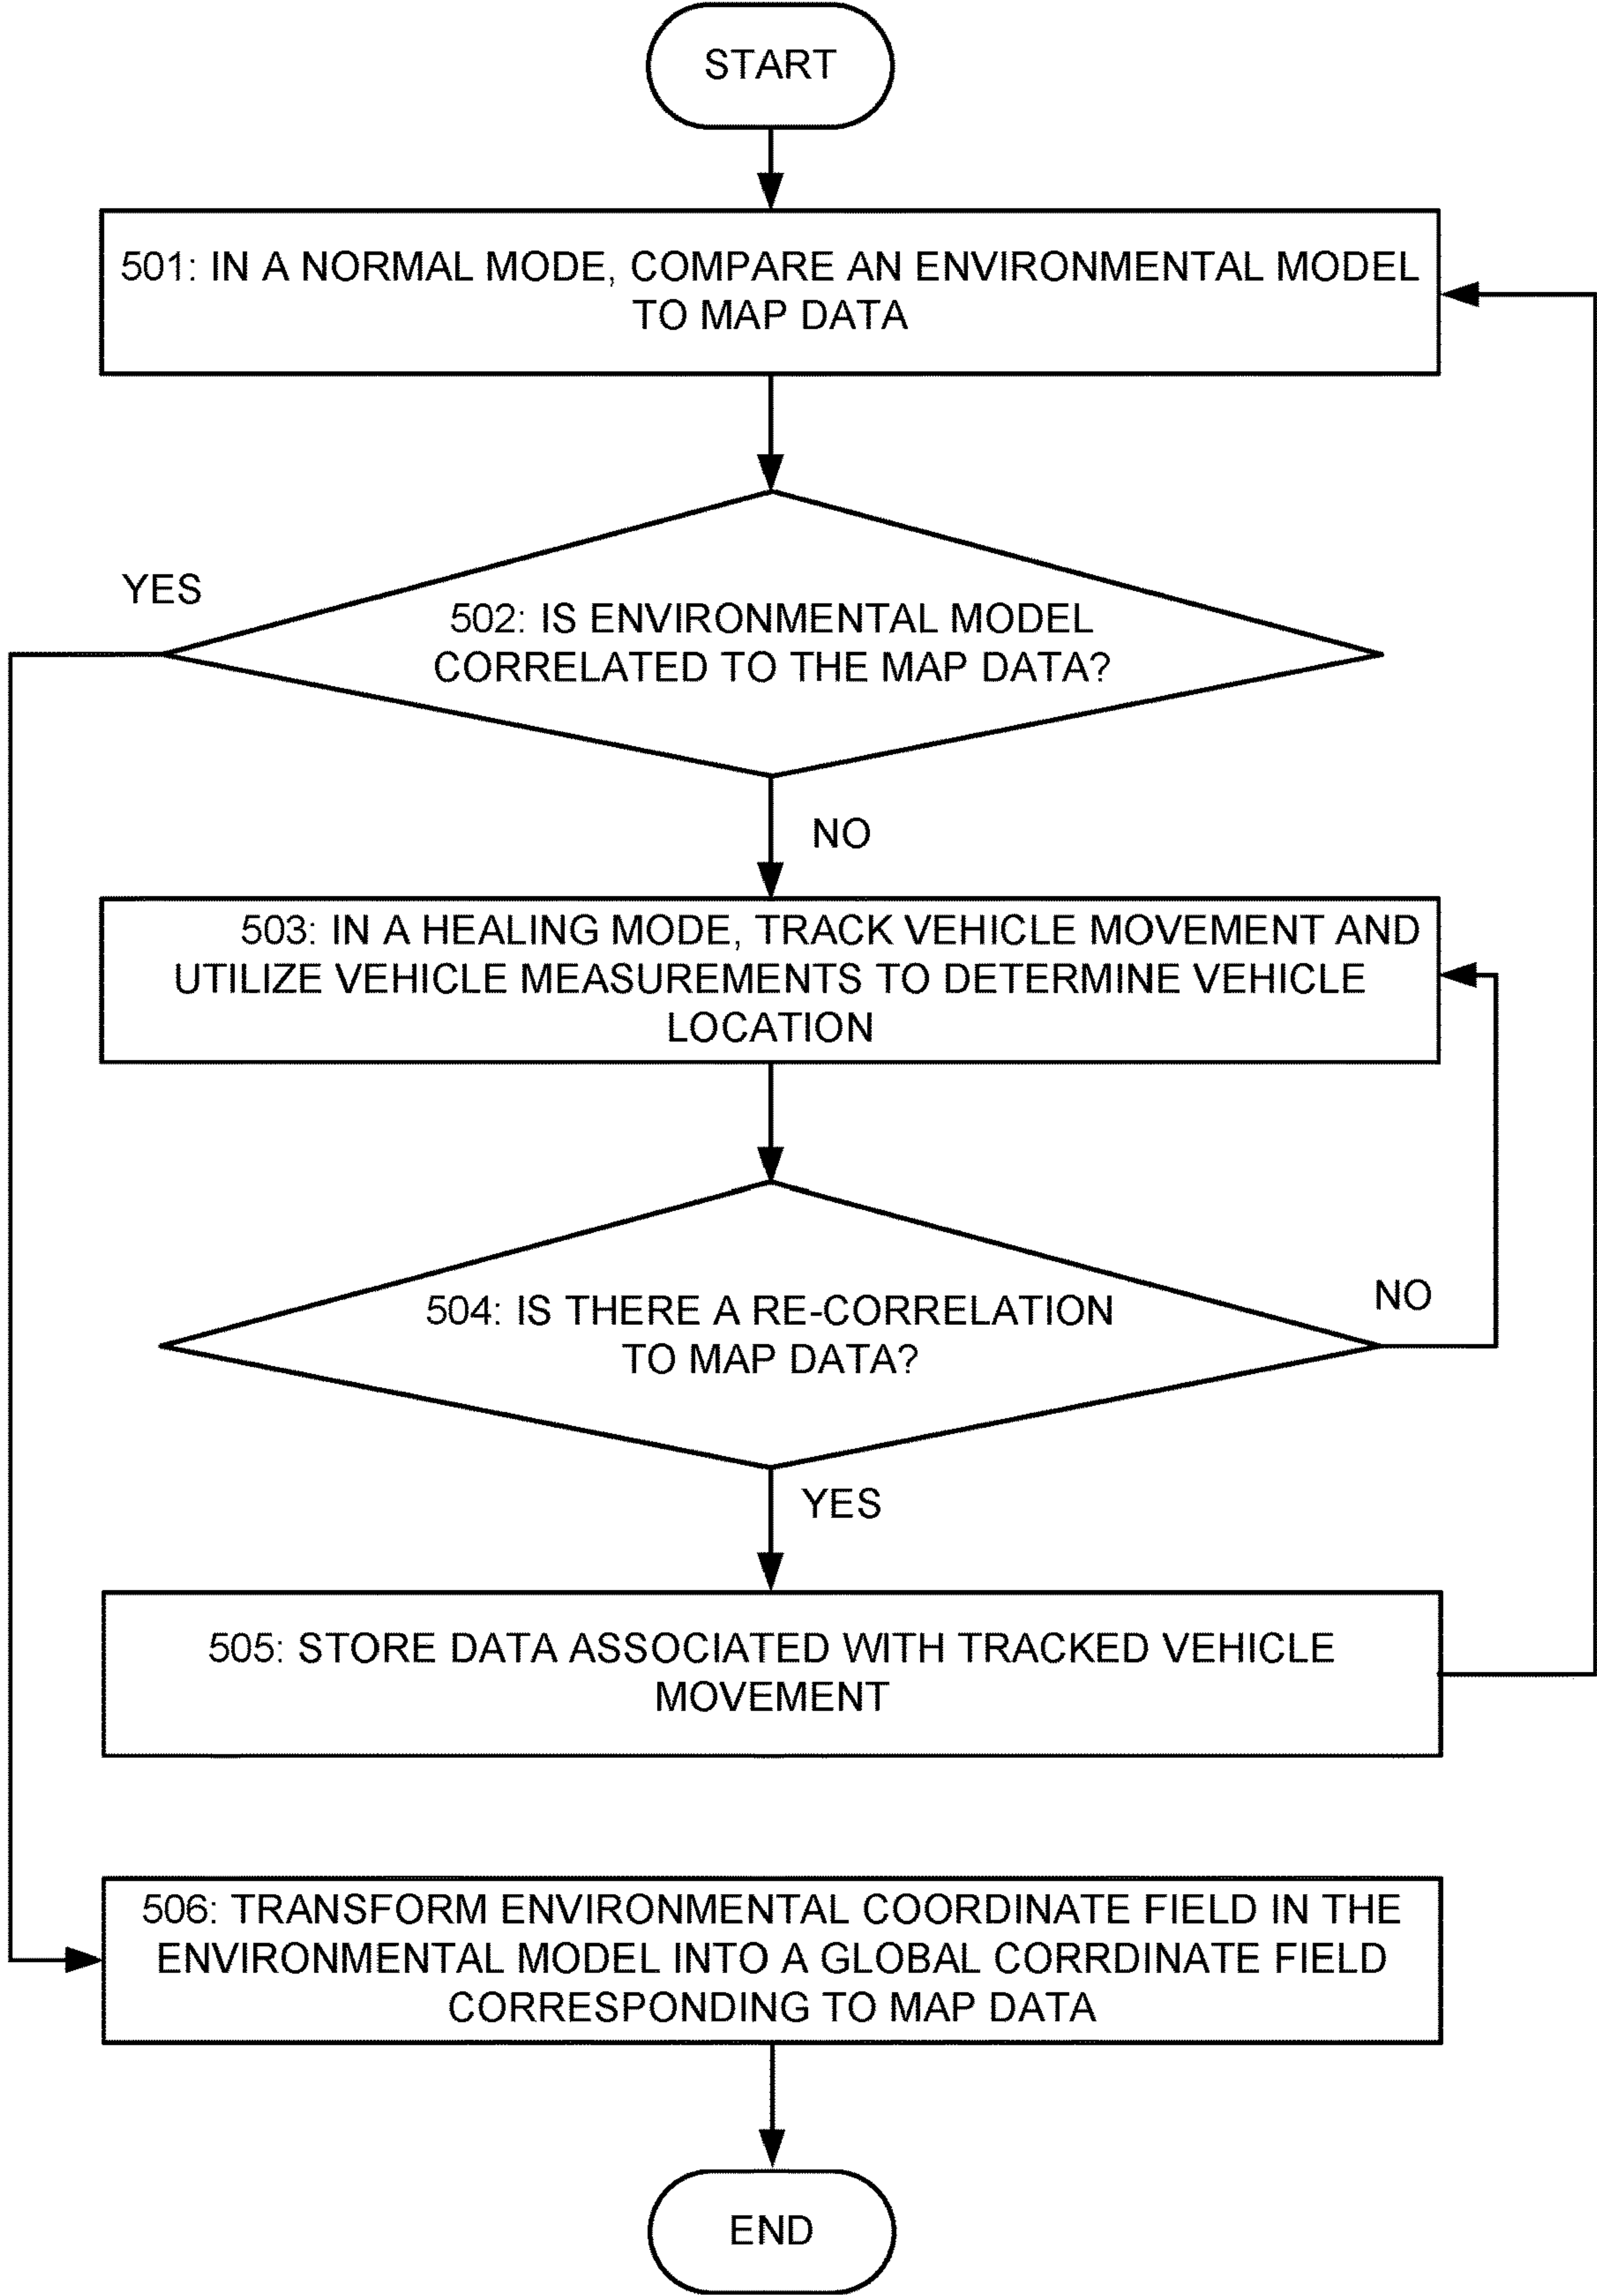 START
501: IN A NORMAL MODE, COMPARE AN ENVIRONMENTAL MODEL
TO MAP DATA
YES
502: IS ENVIRONMENTAL MODEL
CORRELATED TO THE MAP DATA?
NO
503: IN A HEALING MODE, TRACK VEHICLE MOVEMENT AND
UTILIZE VEHICLE MEASUREMENTS TO DETERMINE VEHICLE
LOCATION
NO
504: IS THERE A RE-CORRELATION
TO MAP DATA?
YES
505: STORE DATA ASSOCIATED WITH TRACKED VEHICLE
MOVEMENT
506: TRANSFORM ENVIRONMENTAL COORDINATE FIELD IN THE
ENVIRONMENTAL MODEL INTO A GLOBAL CORRDINATE FIELD
CORRESPONDING TO MAP DATA
END